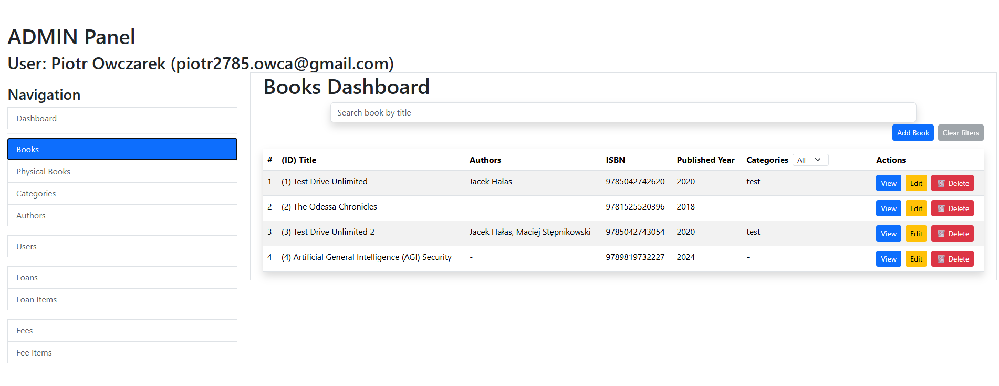 ADMIN Panel
User: Piotr Owczarek (piotr2785.owca@gmail.com)
Navigation
Dashboard
Books
Physical Books
Categories
Authors
Users
Loans
Loan Items
Fees
Fee Items
Books Dashboard
Search book by title
Add Book Clear filters
# (ID) Title Authors ISBN Published Year Categories All Actions
1 (1) Test Drive Unlimited Jacek Hałas 9785042742620 2020 test View Edit Delete
2 (2) The Odessa Chronicles - 9781525520396 2018 - View Edit Delete
3 (3) Test Drive Unlimited 2 Jacek Hałas, Maciej Stępnikowski 9785042743054 2020 test View Edit Delete
4 (4) Artificial General Intelligence (AGI) Security - 9789819732227 2024 - View Edit Delete